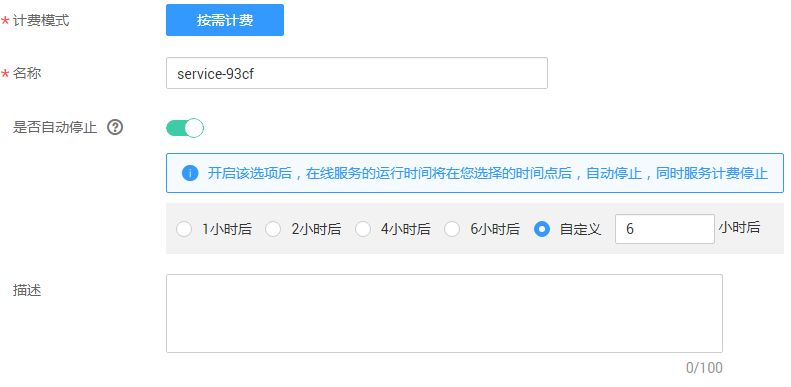 * 计费模式 按需计费
* 名称 service-93cf
是否自动停止 ?
开启该选项后，在线服务的运行时间将在您选择的时间点后，自动停止，同时服务计费停止
1小时后 2小时后 4小时后 6小时后 自定义 6 小时后
描述
0/100